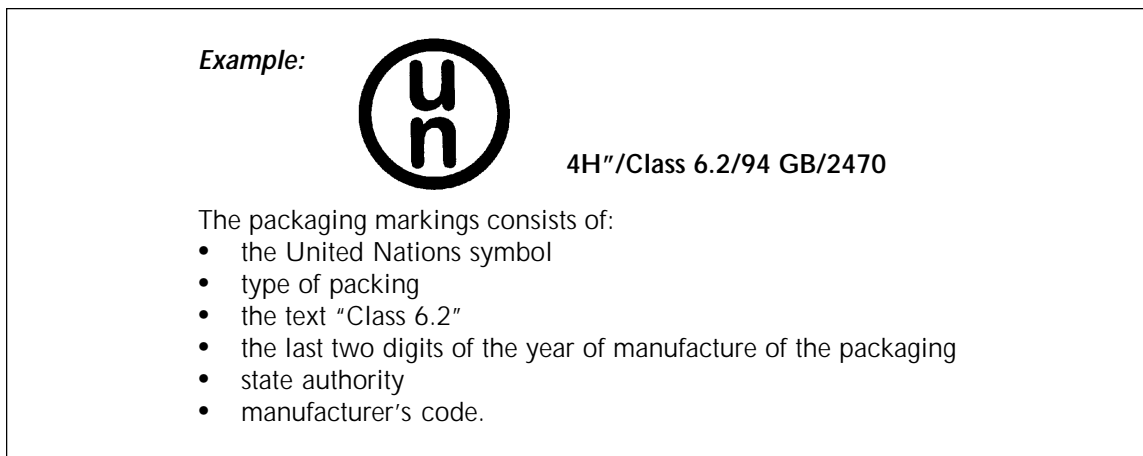 Example:
un
4H”/Class 6.2/94 GB/2470
The packaging markings consists of:
• the United Nations symbol
• type of packing
• the text “Class 6.2”
• the last two digits of the year of manufacture of the packaging
• state authority
• manufacturer's code.